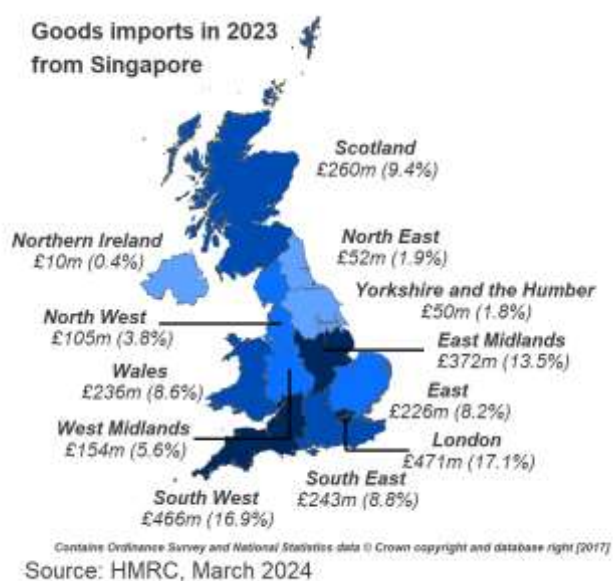 Goods imports in 2023
from Singapore
Scotland
£260m (9.4%)
Northern Ireland
£10m (0.4%)
North East
£52m (1.9%)
Yorkshire and the Humber
£50m (1.8%)
North West
£105m (3.8%)
East Midlands
£372m (13.5%)
Wales
£236m (8.6%)
East
£226m (8.2%)
West Midlands
£154m (5.6%)
London
£471m (17.1%)
South East
£243m (8.8%)
South West
£466m (16.9%)
Contains Ordinance Survey and National Statistics data © Crown copyright and database right [2017]
Source: HMRC, March 2024